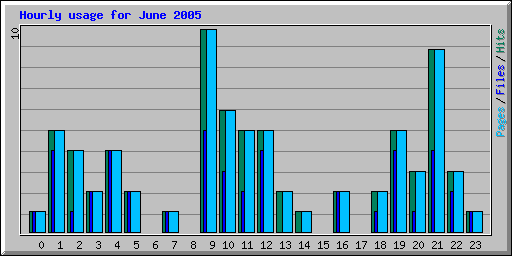 Hourly usage for June 2005
10
Pages/Files/Hits
0 1 2 3 4 5 6 7 8 9 10 11 12 13 14 15 16 17 18 19 20 21 22 23